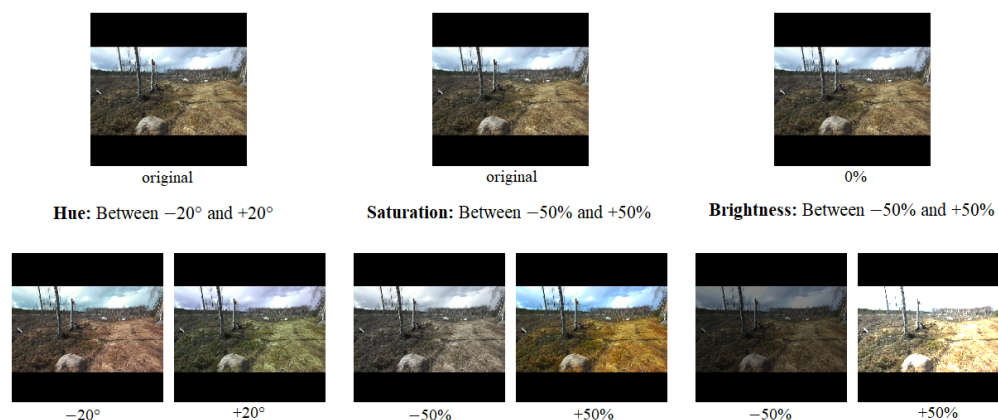 original
original
0%
Hue: Between −20° and +20°
Saturation: Between −50% and +50%
Brightness: Between −50% and +50%
−20°
+20°
−50%
+50%
−50%
+50%